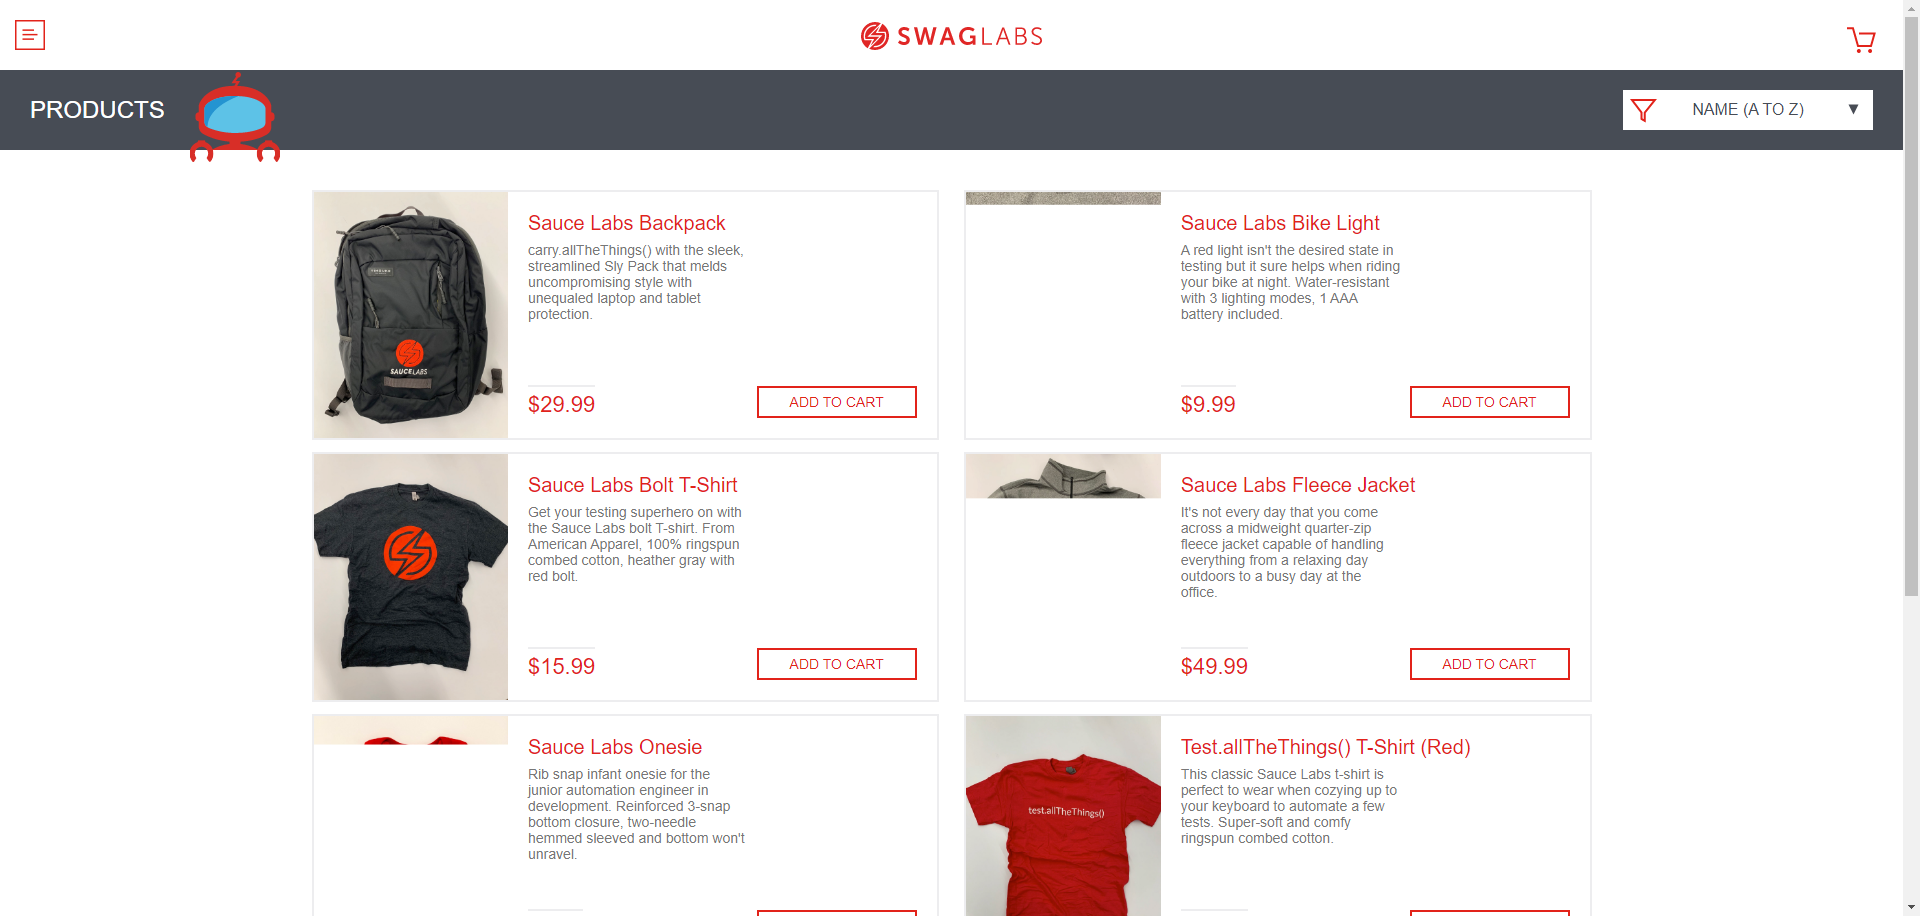 SWAGLABS
PRODUCTS
NAME (A TO Z)
Sauce Labs Backpack
carry.allTheThings() with the sleek,
streamlined Sly Pack that melds
uncompromising style with
unequaled laptop and tablet
protection.
$29.99
ADD TO CART
SAUCELABS
Sauce Labs Bike Light
A red light isn't the desired state in
testing but it sure helps when riding
your bike at night. Water-resistant
with 3 lighting modes, 1 AAA
battery included.
$9.99
ADD TO CART
Sauce Labs Bolt T-Shirt
Get your testing superhero on with
the Sauce Labs bolt T-shirt. From
American Apparel, 100% ringspun
combed cotton, heather gray with
red bolt.
$15.99
ADD TO CART
Sauce Labs Fleece Jacket
It's not every day that you come
across a midweight quarter-zip
fleece jacket capable of handling
everything from a relaxing day
outdoors to a busy day at the
office.
$49.99
ADD TO CART
Sauce Labs Onesie
Rib snap infant onesie for the
junior automation engineer in
development. Reinforced 3-snap
bottom closure, two-needle
hemmed sleeved and bottom won't
unravel.
Test.allTheThings() T-Shirt (Red)
This classic Sauce Labs t-shirt is
perfect to wear when cozying up to
your keyboard to automate a few
tests. Super-soft and comfy
ringspun combed cotton.
test.allTheThings()